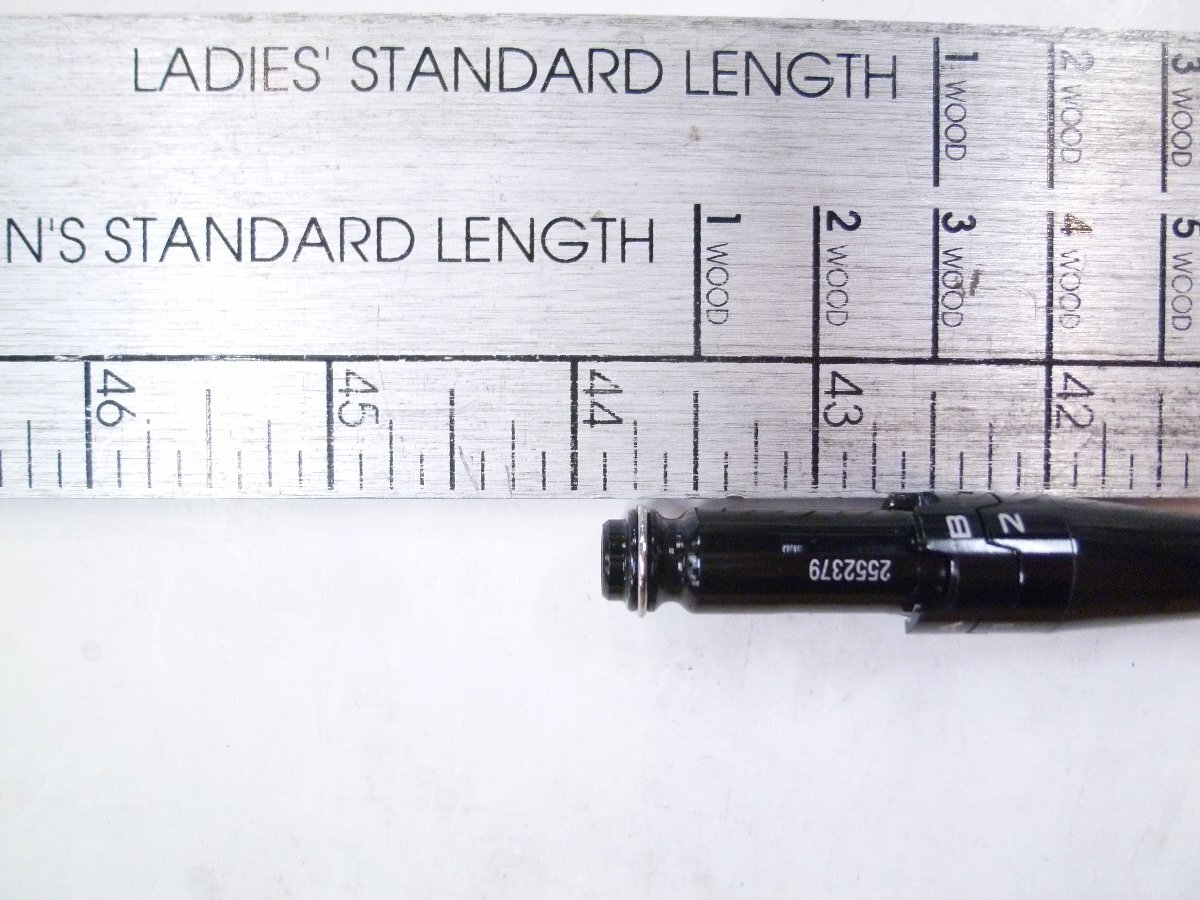 LADIES' STANDARD LENGTH 1 WOOD 2 WOOD 3 WOOD
N'S STANDARD LENGTH 1 WOOD 2 WOOD 3 WOOD 4 WOOD 5 WOOD
46 45 44 43 42
B Z
2552379